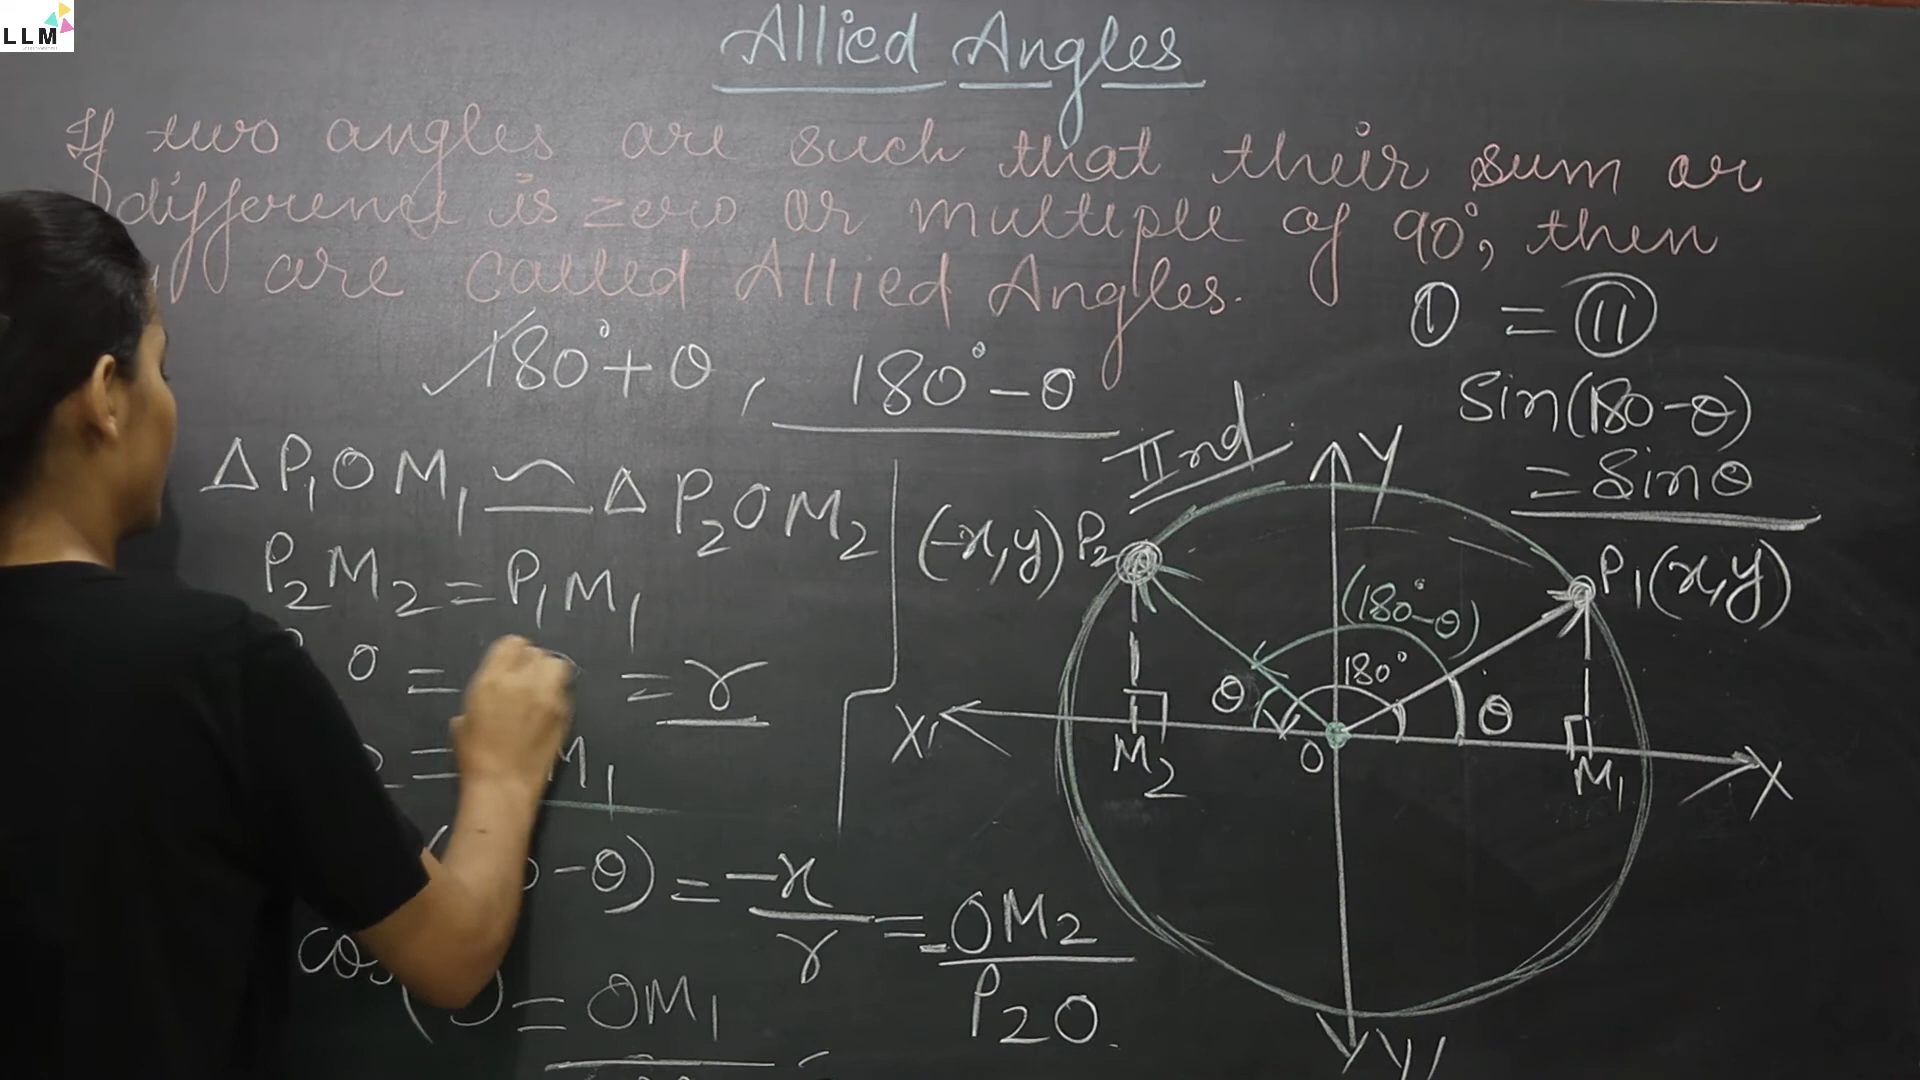 LLM
Allied Angles
If two angles are such that their sum or
difference is zero or multiple of 90°, then
are called Allied Angles.
① = ⑪
180°+θ, 180°-θ
Sin(180-θ)
= Sinθ
△P₁OM₁ ≅ △P₂OM₂
P₂M₂ = P₁M₁
O = = r
= M₁
-θ) = -x/r = -OM₂/P₂O
cos( ) = OM₁
IInd
Y
(-x,y) P₂
P₁(x,y)
(180°-θ)
180°
θ
θ
X'
M₂
O
M₁
X
Y'